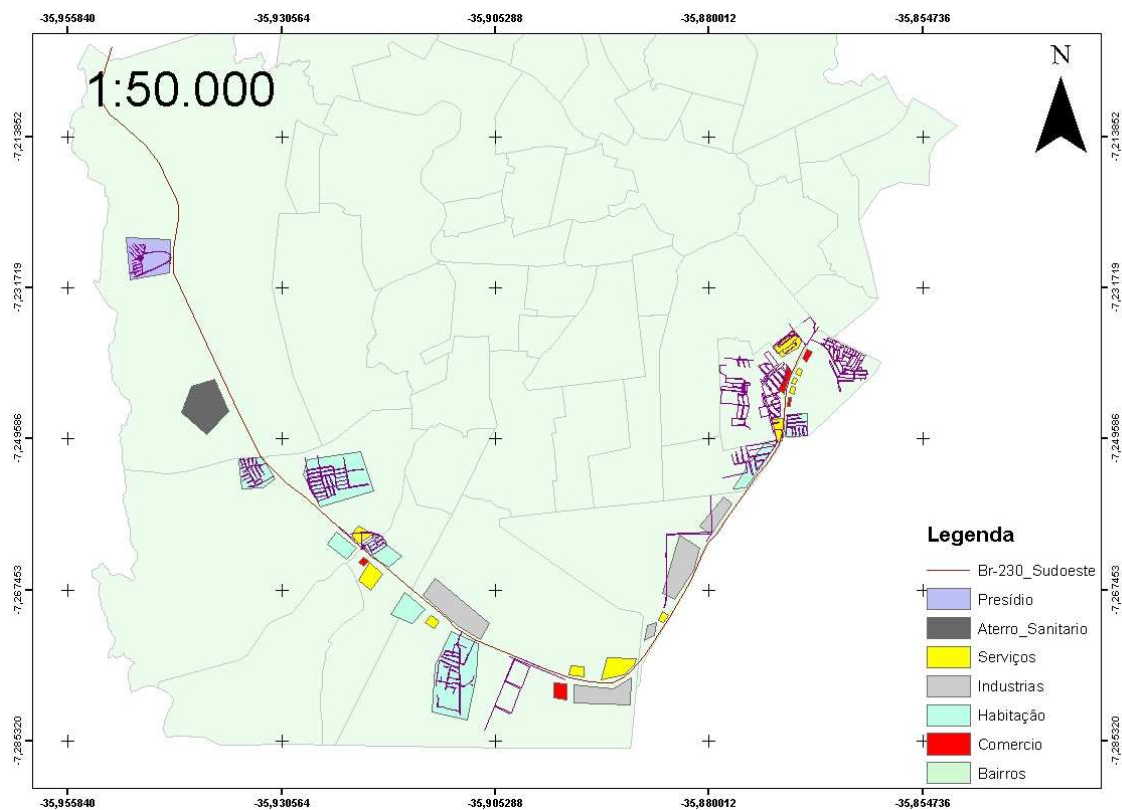 -35,955840 -35,930564 -35,905288 -35,880012 -35,854736
1:50.000
N
-7,213852 -7,213852
-7,231719 -7,231719
-7,249586 -7,249586
-7,267453 -7,267453
-7,285320 -7,285320
Legenda
Br-230_Sudoeste
Presídio
Aterro_Sanitario
Serviços
Industrias
Habitação
Comercio
Bairros
-35,955840 -35,930564 -35,905288 -35,880012 -35,854736